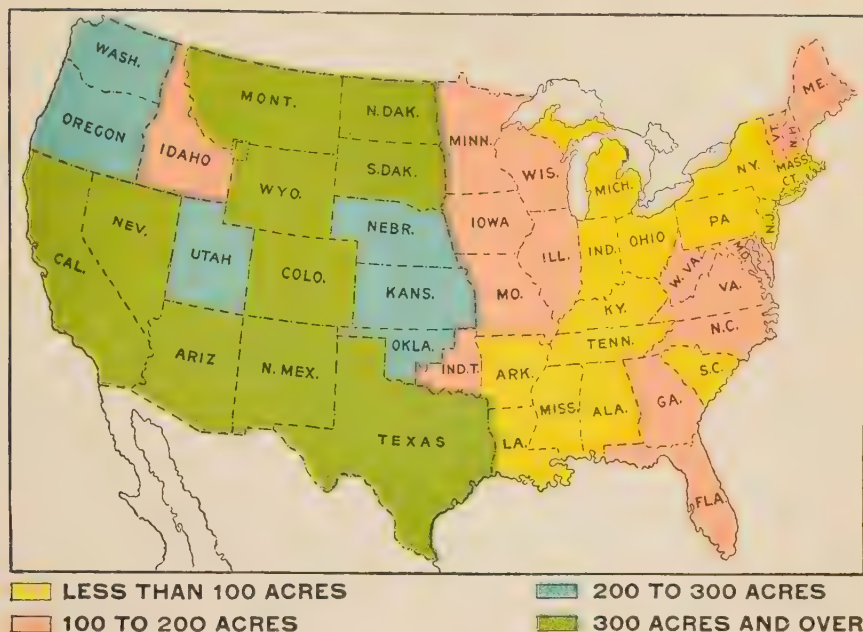 WASH.
OREGON
IDAHO
MONT.
N.DAK.
MINN.
S.DAK.
WIS.
MICH.
NY.
VT.
N.H.
ME.
MASS.
CT.
WYO.
NEV.
CAL.
UTAH
COLO.
NEBR.
IOWA
ILL.
IND.
OHIO
PA
N.J.
KANS.
MO.
KY.
W.VA.
MD.
VA.
N.C.
TENN.
S.C.
ARIZ
N.MEX.
OKLA.
IND.T.
ARK.
TEXAS
LA.
MISS.
ALA.
GA.
FLA.
LESS THAN 100 ACRES
100 TO 200 ACRES
200 TO 300 ACRES
300 ACRES AND OVER